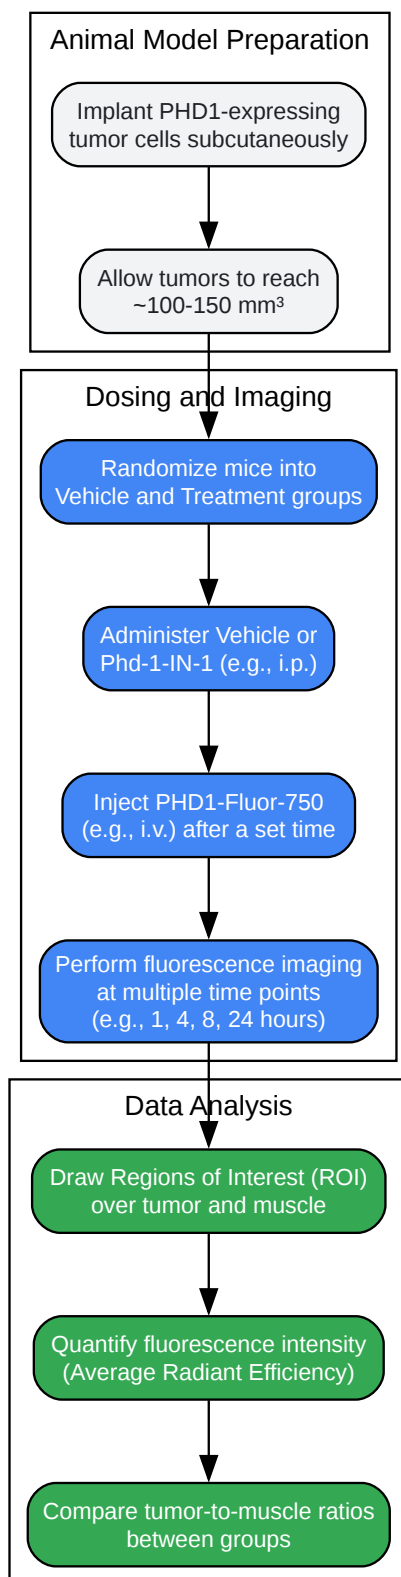 Animal Model Preparation
Implant PHD1-expressing
tumor cells subcutaneously
Allow tumors to reach
~100-150 mm³
Dosing and Imaging
Randomize mice into
Vehicle and Treatment groups
Administer Vehicle or
Phd-1-IN-1 (e.g., i.p.)
Inject PHD1-Fluor-750
(e.g., i.v.) after a set time
Perform fluorescence imaging
at multiple time points
(e.g., 1, 4, 8, 24 hours)
Data Analysis
Draw Regions of Interest (ROI)
over tumor and muscle
Quantify fluorescence intensity
(Average Radiant Efficiency)
Compare tumor-to-muscle ratios
between groups